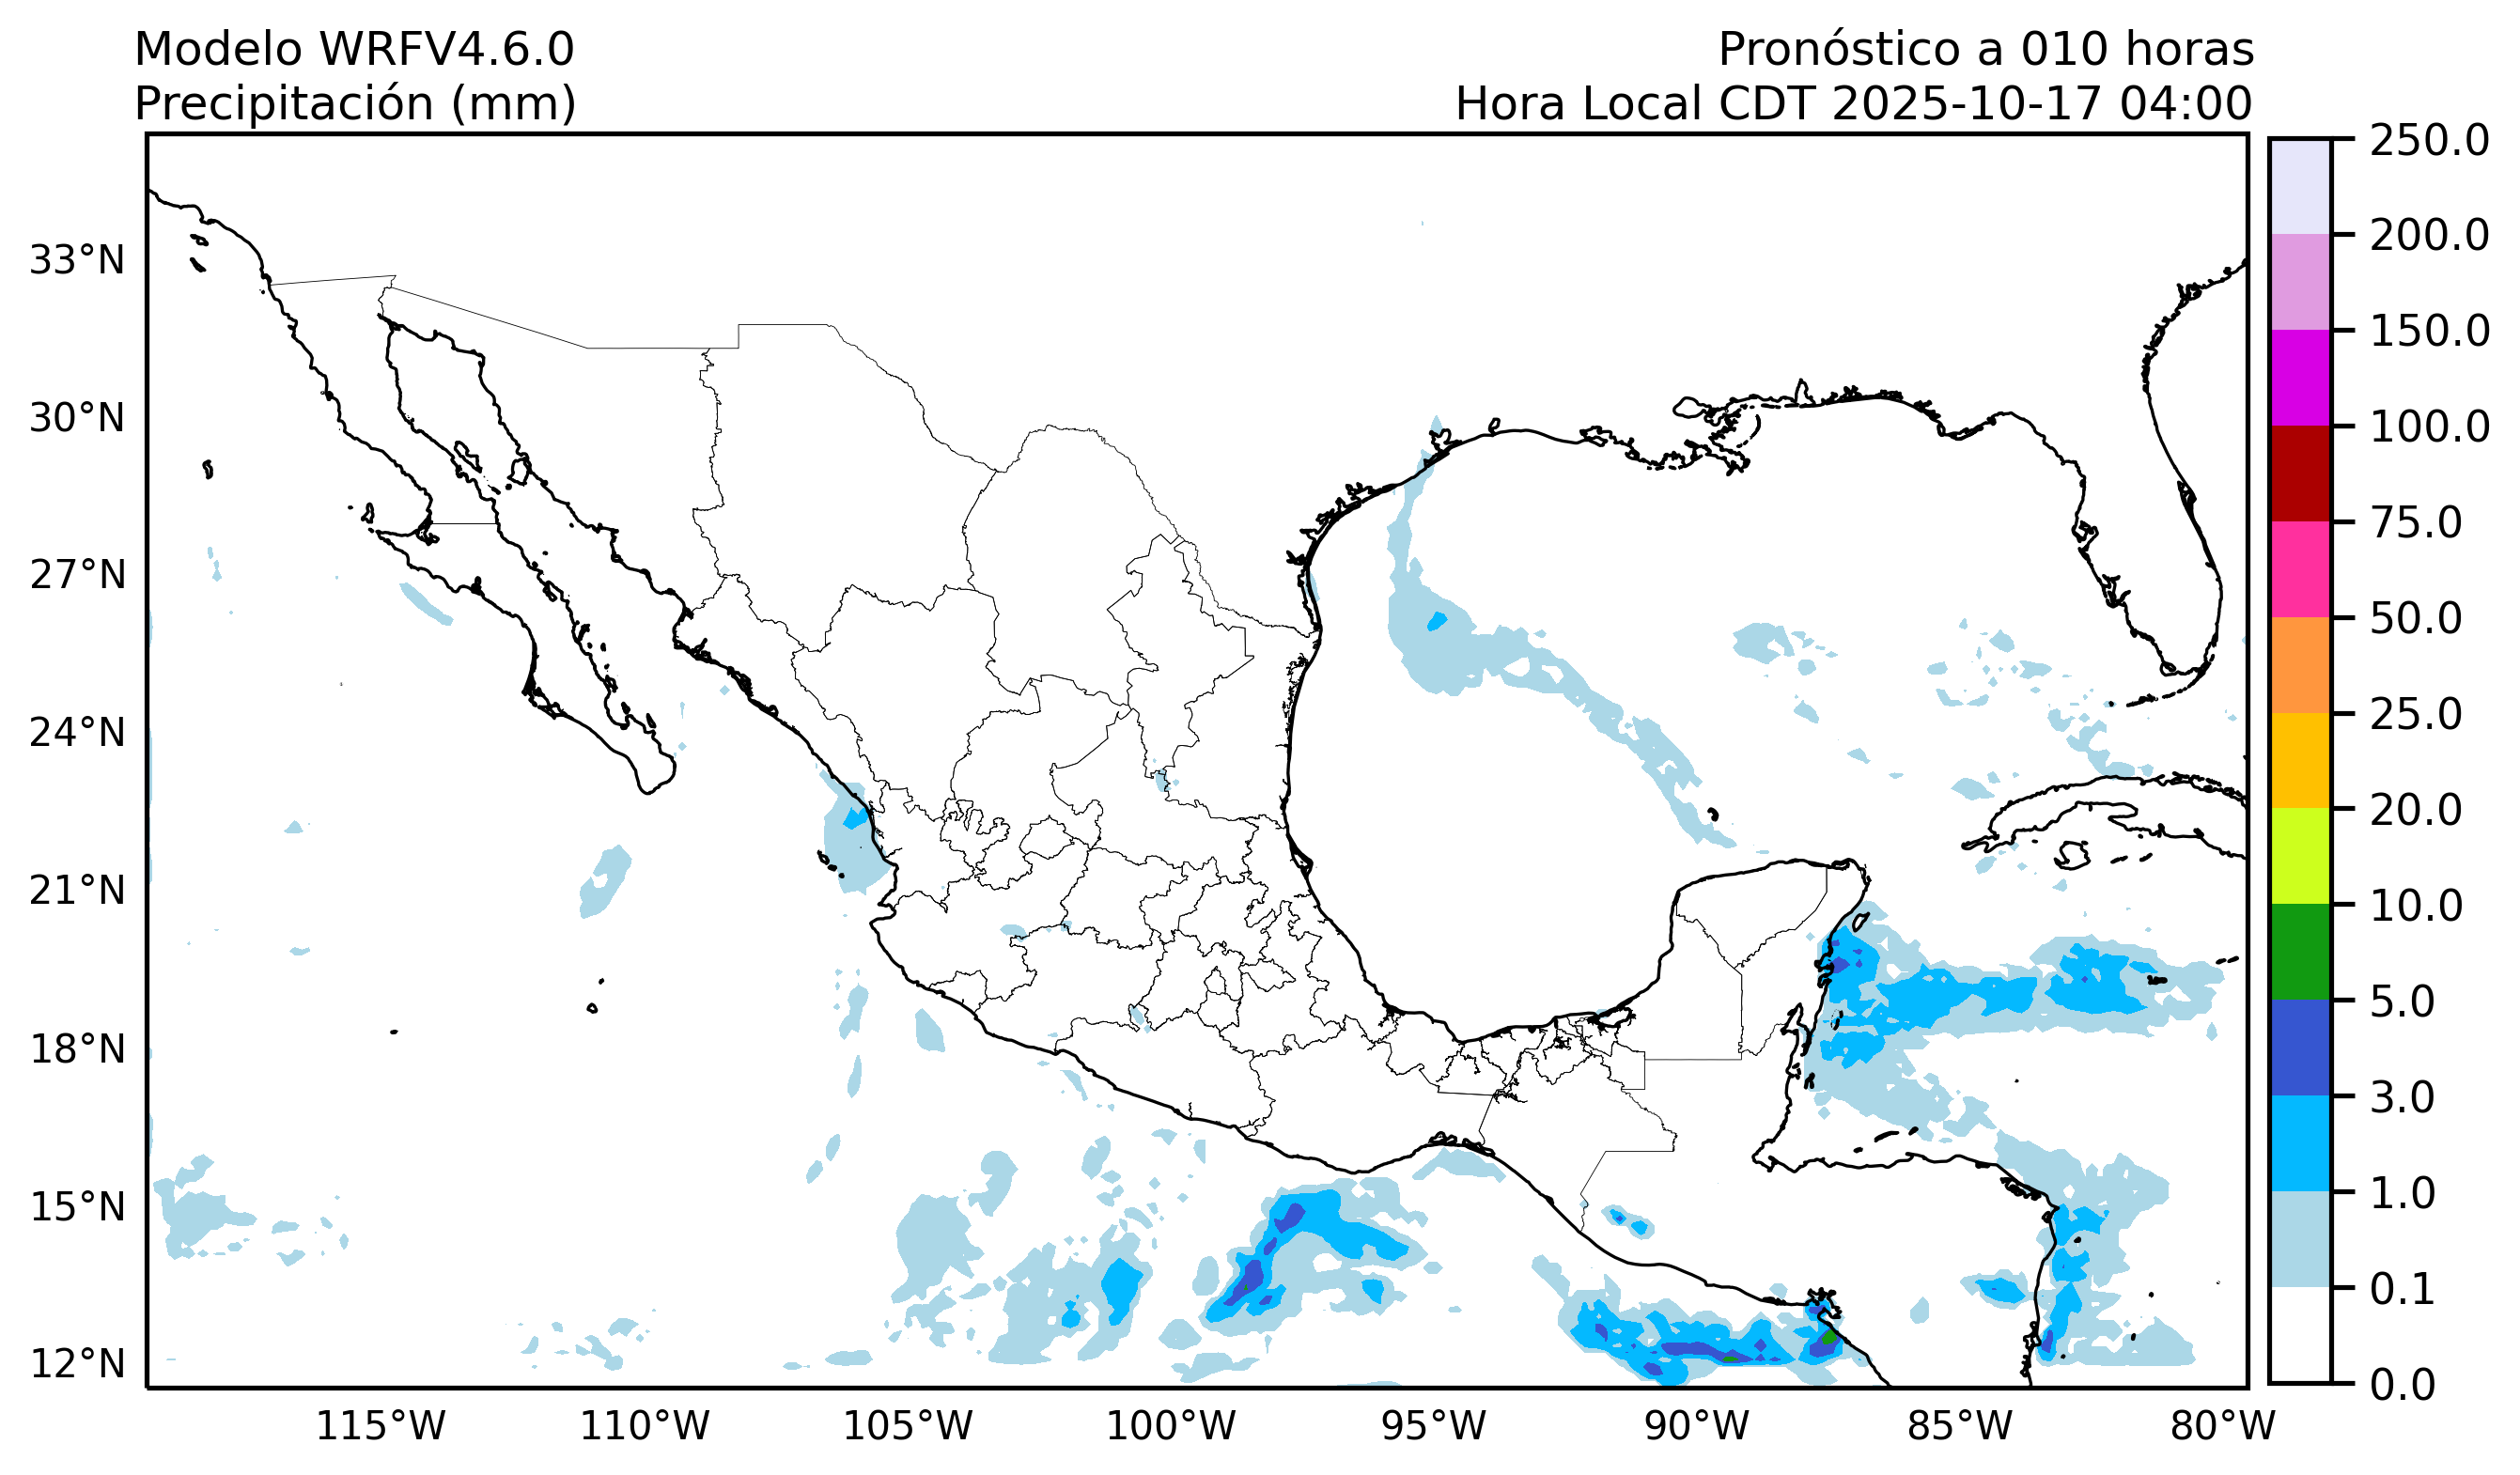 Modelo WRFV4.6.0
Precipitación (mm)
Pronóstico a 010 horas
Hora Local CDT 2025-10-17 04:00
33°N
30°N
27°N
24°N
21°N
18°N
15°N
12°N
115°W
110°W
105°W
100°W
95°W
90°W
85°W
80°W
250.0
200.0
150.0
100.0
75.0
50.0
25.0
20.0
10.0
5.0
3.0
1.0
0.1
0.0